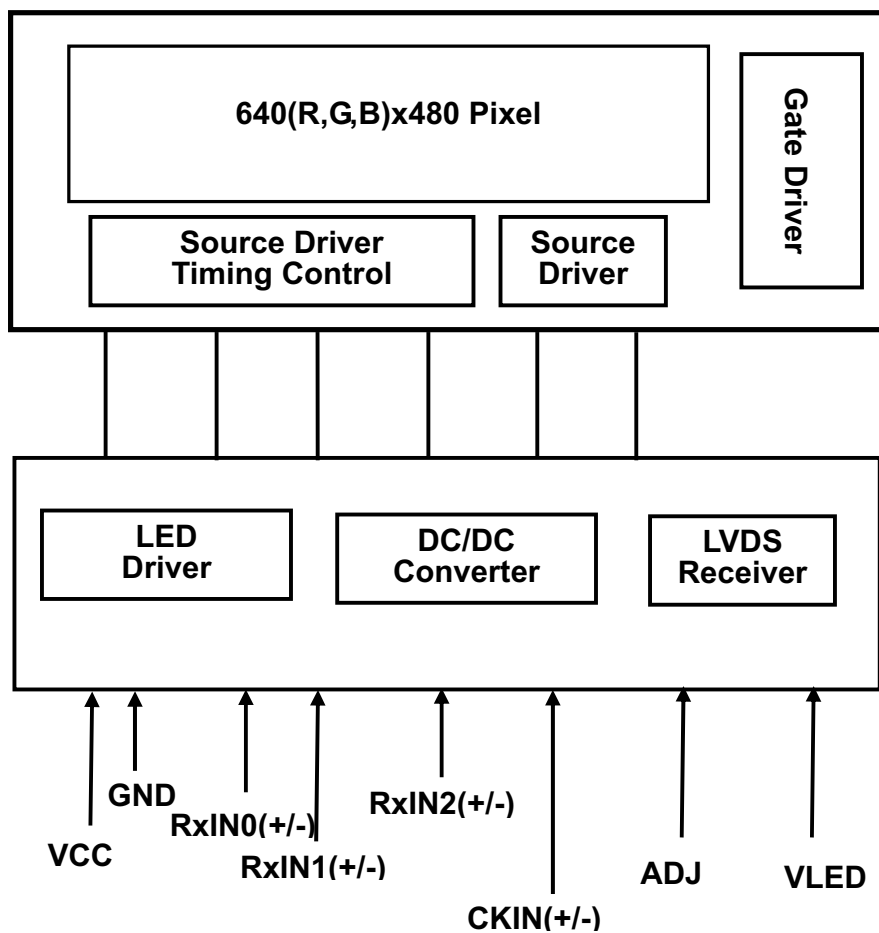 640(R,G,B)x480 Pixel
Gate Driver
Source Driver
Timing Control
Source
Driver
LED
Driver
DC/DC
Converter
LVDS
Receiver
GND
RxIN0(+/-)
RxIN2(+/-)
VCC
RxIN1(+/-)
ADJ
VLED
CKIN(+/-)